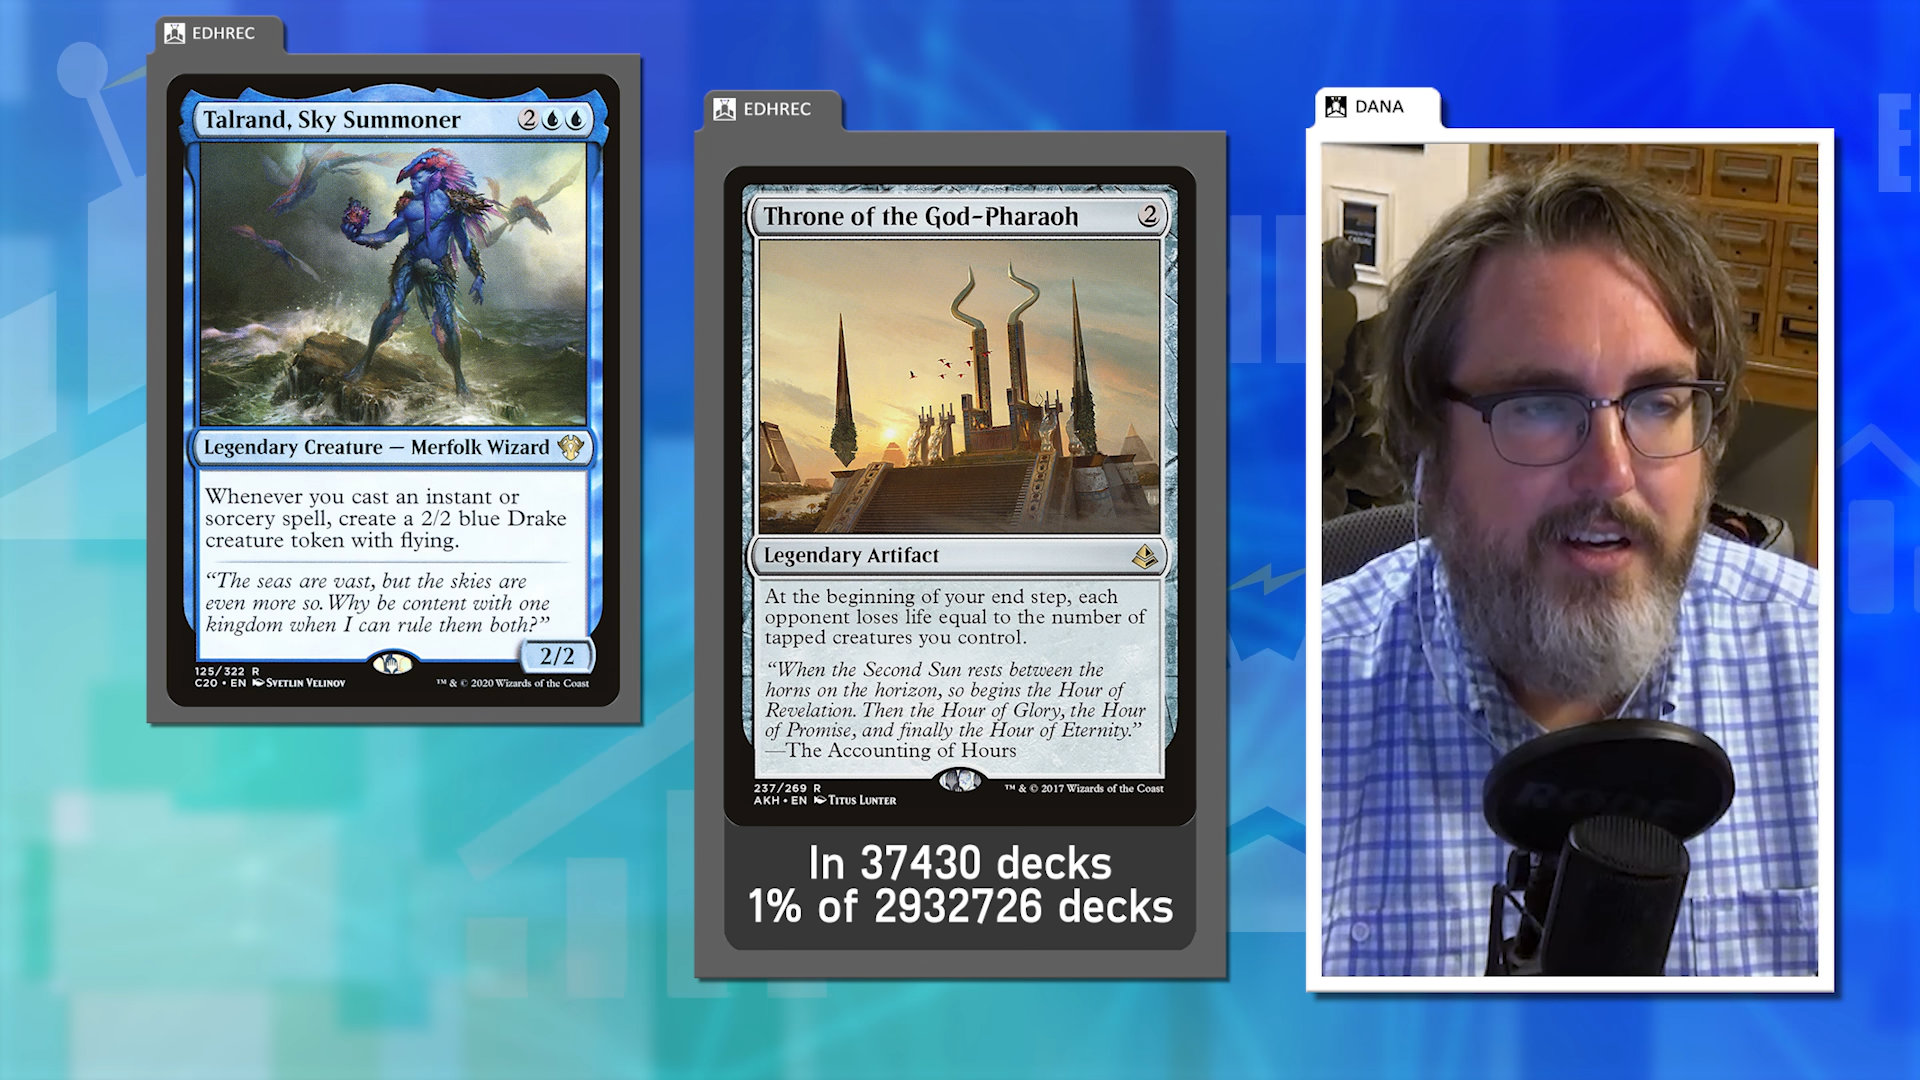 EDHREC
Talrand, Sky Summoner 2
Legendary Creature — Merfolk Wizard
Whenever you cast an instant or
sorcery spell, create a 2/2 blue Drake
creature token with flying.
“The seas are vast, but the skies are
even more so. Why be content with one
kingdom when I can rule them both?”
2/2
125/322 R
C20 • EN SVETLIN VELINOV
™ & © 2020 Wizards of the Coast
EDHREC
Throne of the God-Pharaoh 2
Legendary Artifact
At the beginning of your end step, each
opponent loses life equal to the number of
tapped creatures you control.
“When the Second Sun rests between the
horns on the horizon, so begins the Hour of
Revelation. Then the Hour of Glory, the Hour
of Promise, and finally the Hour of Eternity.”
—The Accounting of Hours
237/269 R
AKH • EN TITUS LUNTER
™ & © 2017 Wizards of the Coast
In 37430 decks
1% of 2932726 decks
DANA
RODE